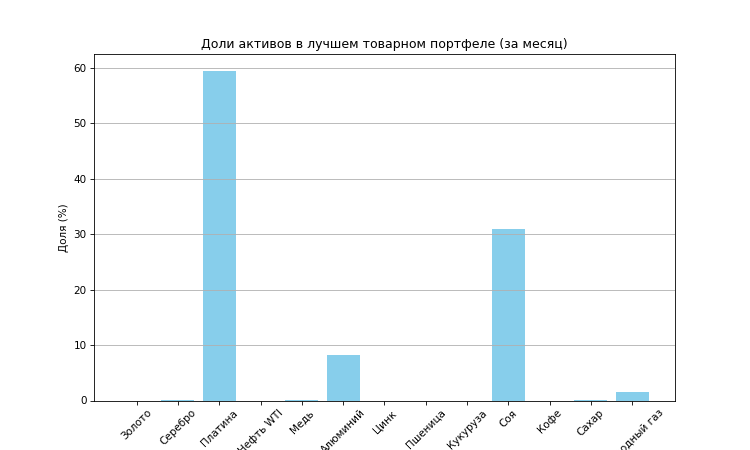 Доли активов в лучшем товарном портфеле (за месяц)
Доля (%)
60
50
40
30
20
10
0
Золото
Серебро
Платина
Нефть WTI
Медь
Алюминий
Цинк
Пшеница
Кукуруза
Соя
Кофе
Сахар
одный газ